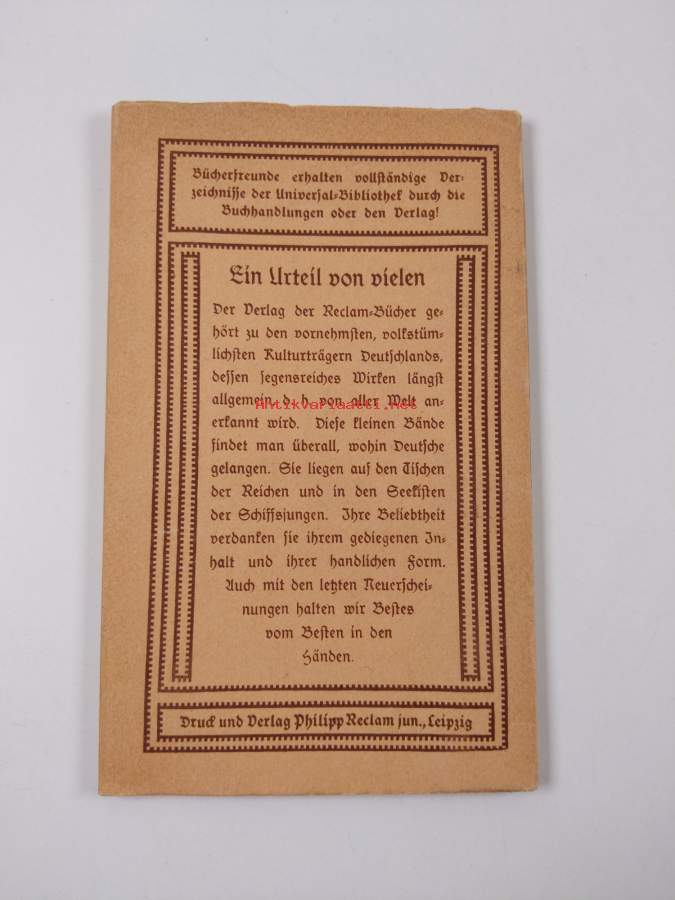 Bücherfreunde erhalten vollständige Ver-
zeichnisse der Universal-Bibliothek durch die
Buchhandlungen oder den Verlag!
Ein Urteil von vielen
Der Verlag der Reclam-Bücher ge-
hört zu den vornehmsten, volkstüm-
lichsten Kulturträgern Deutschlands,
dessen segensreiches Wirken längst
allgemein, d. h. von aller Welt an-
Antikvariaatti.net
erkannt wird. Diese kleinen Bände
findet man überall, wohin Deutsche
gelangen. Sie liegen auf den Tischen
der Reichen und in den Seekisten
der Schiffsjungen. Ihre Beliebtheit
verdanken sie ihrem gediegenen In-
halt und ihrer handlichen Form.
Auch mit den letzten Neuerschei-
nungen halten wir Bestes
vom Besten in den
Händen.
Druck und Verlag Philipp Reclam jun., Leipzig